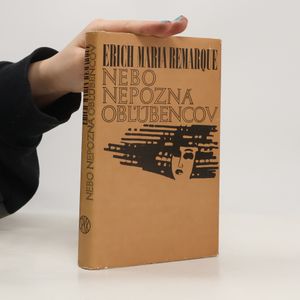 ERICH MARIA REMARQUE
NEBO
NEPOZNÁ
OBĽÚBENCOV
ERICH MARIA REMARQUE
NEBO NEPOZNÁ OBĽÚBENCOV